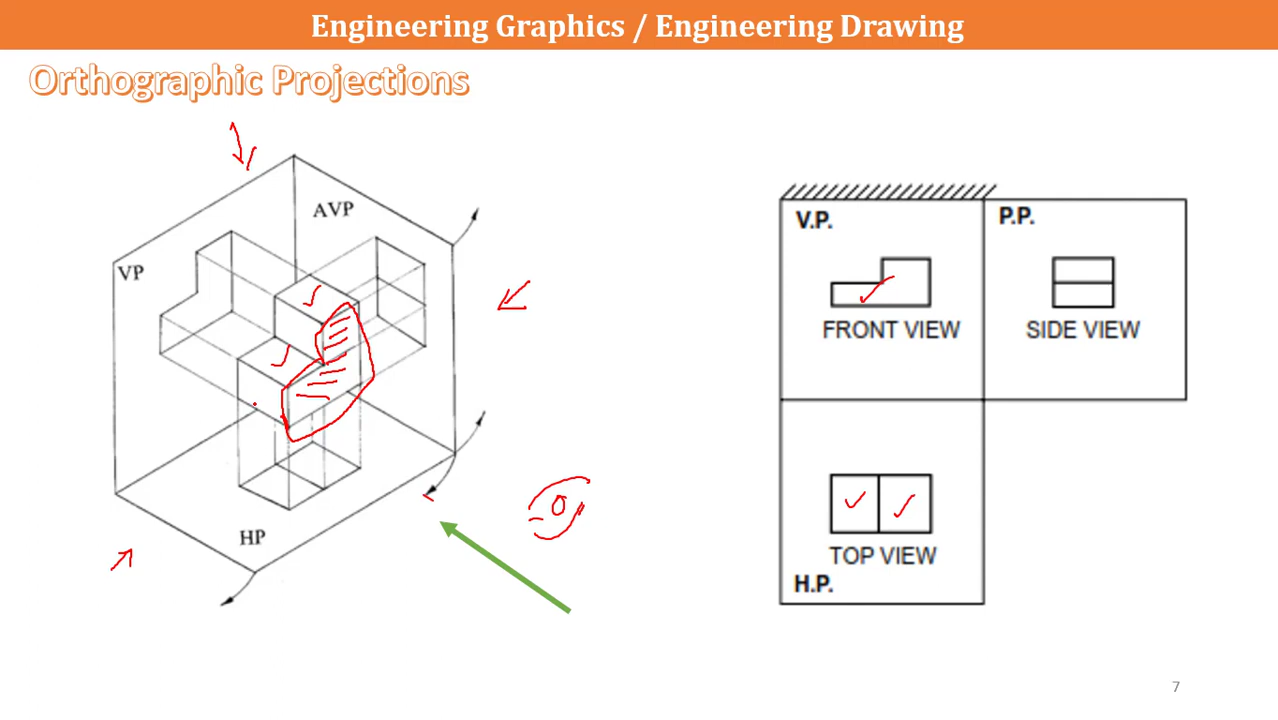 Engineering Graphics / Engineering Drawing
Orthographic Projections
AVP
VP
HP
V.P.
P.P.
FRONT VIEW
SIDE VIEW
TOP VIEW
H.P.
7